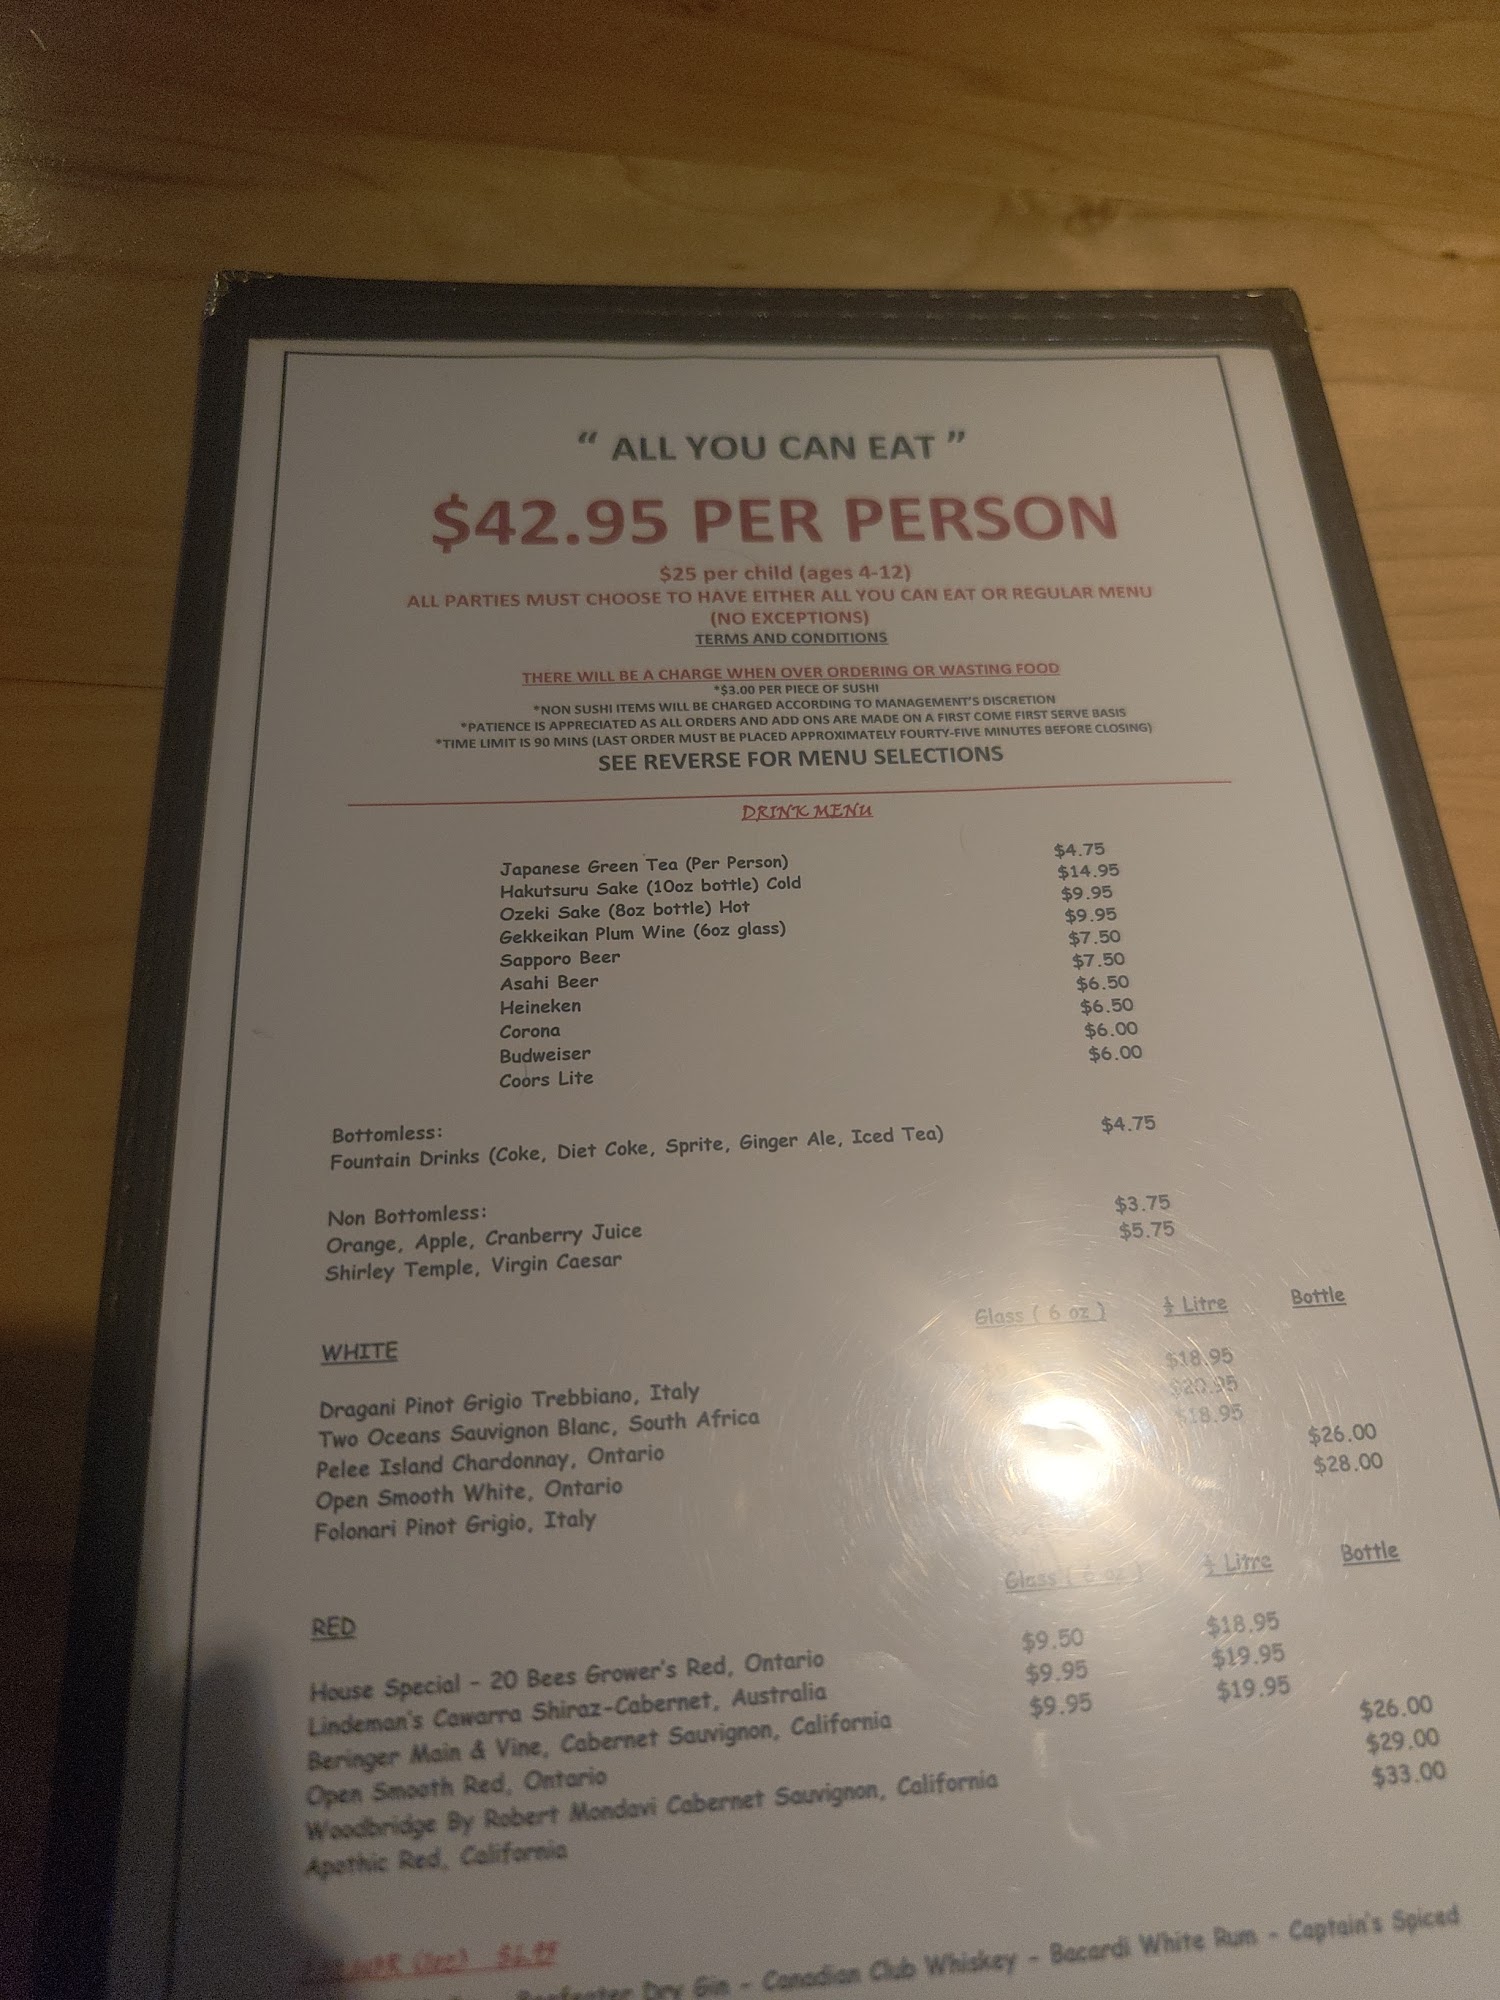 “ ALL YOU CAN EAT ”
$42.95 PER PERSON
$25 per child (ages 4-12)
ALL PARTIES MUST CHOOSE TO HAVE EITHER ALL YOU CAN EAT OR REGULAR MENU
(NO EXCEPTIONS)
TERMS AND CONDITIONS
THERE WILL BE A CHARGE WHEN OVER ORDERING OR WASTING FOOD
*$3.00 PER PIECE OF SUSHI
*NON SUSHI ITEMS WILL BE CHARGED ACCORDING TO MANAGEMENT'S DISCRETION
*PATIENCE IS APPRECIATED AS ALL ORDERS AND ADD ONS ARE MADE ON A FIRST COME FIRST SERVE BASIS
*TIME LIMIT IS 90 MINS (LAST ORDER MUST BE PLACED APPROXIMATELY FOURTY-FIVE MINUTES BEFORE CLOSING)
SEE REVERSE FOR MENU SELECTIONS
DRINK MENU
Japanese Green Tea (Per Person) $4.75
Hakutsuru Sake (10oz bottle) Cold $14.95
Ozeki Sake (8oz bottle) Hot $9.95
Gekkeikan Plum Wine (6oz glass) $9.95
Sapporo Beer $7.50
Asahi Beer $7.50
Heineken $6.50
Corona $6.50
Budweiser $6.00
Coors Lite $6.00
Bottomless:
Fountain Drinks (Coke, Diet Coke, Sprite, Ginger Ale, Iced Tea) $4.75
Non Bottomless:
Orange, Apple, Cranberry Juice $3.75
Shirley Temple, Virgin Caesar $5.75
WHITE Glass ( 6 oz ) ½ Litre Bottle
Dragani Pinot Grigio Trebbiano, Italy $18.95
Two Oceans Sauvignon Blanc, South Africa $20.95
Pelee Island Chardonnay, Ontario $18.95
Open Smooth White, Ontario $26.00
Folonari Pinot Grigio, Italy $28.00
RED Glass ( 6 oz ) ½ Litre Bottle
House Special - 20 Bees Grower's Red, Ontario $9.50 $18.95
Lindeman's Cawarra Shiraz-Cabernet, Australia $9.95 $19.95
Beringer Main & Vine, Cabernet Sauvignon, California $9.95 $19.95
Open Smooth Red, Ontario $26.00
Woodbridge By Robert Mondavi Cabernet Sauvignon, California $29.00
Apothic Red, California $33.00
Dry Gin - Canadian Club Whiskey - Bacardi White Rum - Captain's Spiced